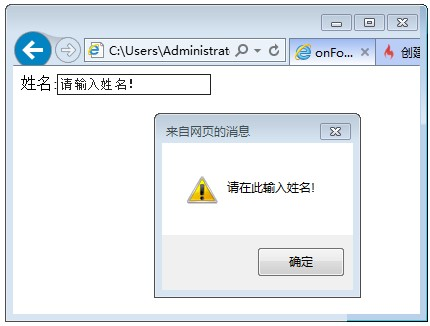 C:\Users\Administrat
onFo...
创建
姓名:请输入姓名!
来自网页的消息
请在此输入姓名!
确定